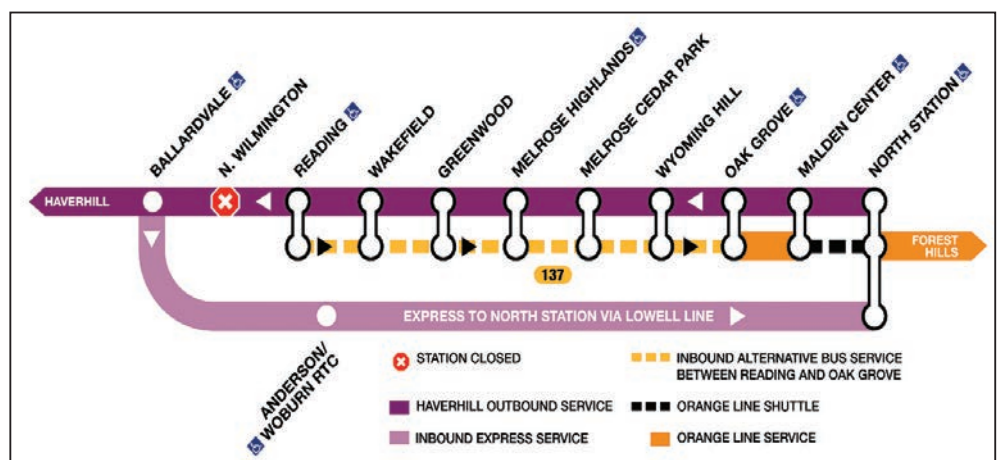 BALLARDVALE
N. WILMINGTON
READING
WAKEFIELD
GREENWOOD
MELROSE HIGHLANDS
MELROSE CEDAR PARK
WYOMING HILL
OAK GROVE
MALDEN CENTER
NORTH STATION
HAVERHILL
FOREST
HILLS
137
EXPRESS TO NORTH STATION VIA LOWELL LINE
ANDERSON/
WOBURN RTC
STATION CLOSED
HAVERHILL OUTBOUND SERVICE
INBOUND EXPRESS SERVICE
INBOUND ALTERNATIVE BUS SERVICE
BETWEEN READING AND OAK GROVE
ORANGE LINE SHUTTLE
ORANGE LINE SERVICE